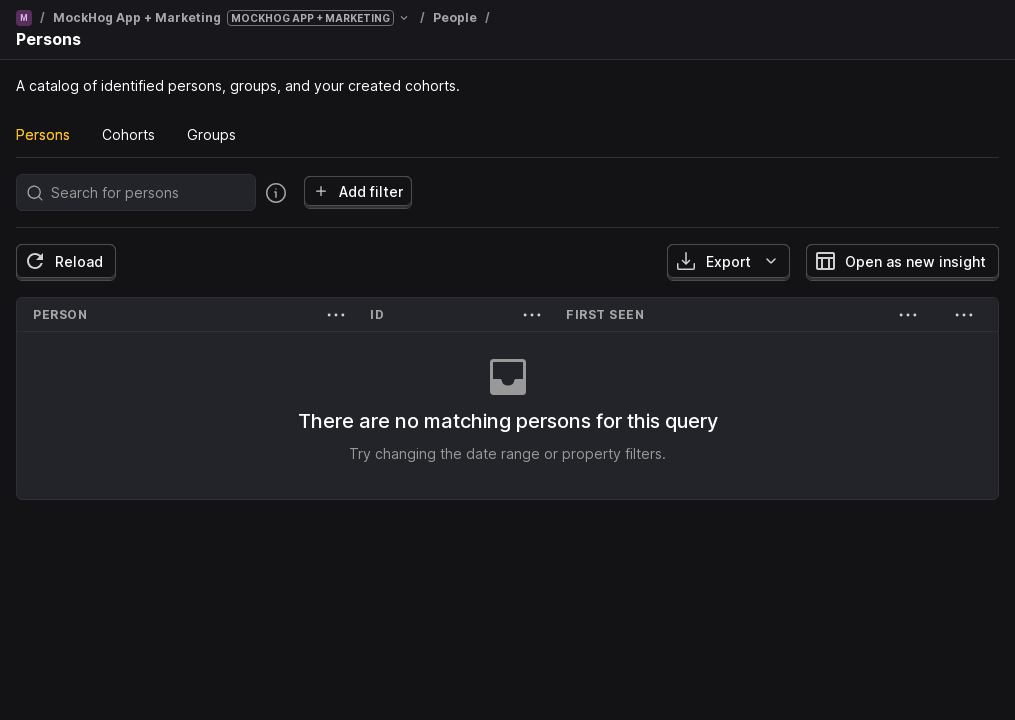 M / MockHog App + Marketing MOCKHOG APP + MARKETING / People /
Persons
A catalog of identified persons, groups, and your created cohorts.
Persons Cohorts Groups
Search for persons Add filter
Reload Export Open as new insight
PERSON ID FIRST SEEN
There are no matching persons for this query
Try changing the date range or property filters.